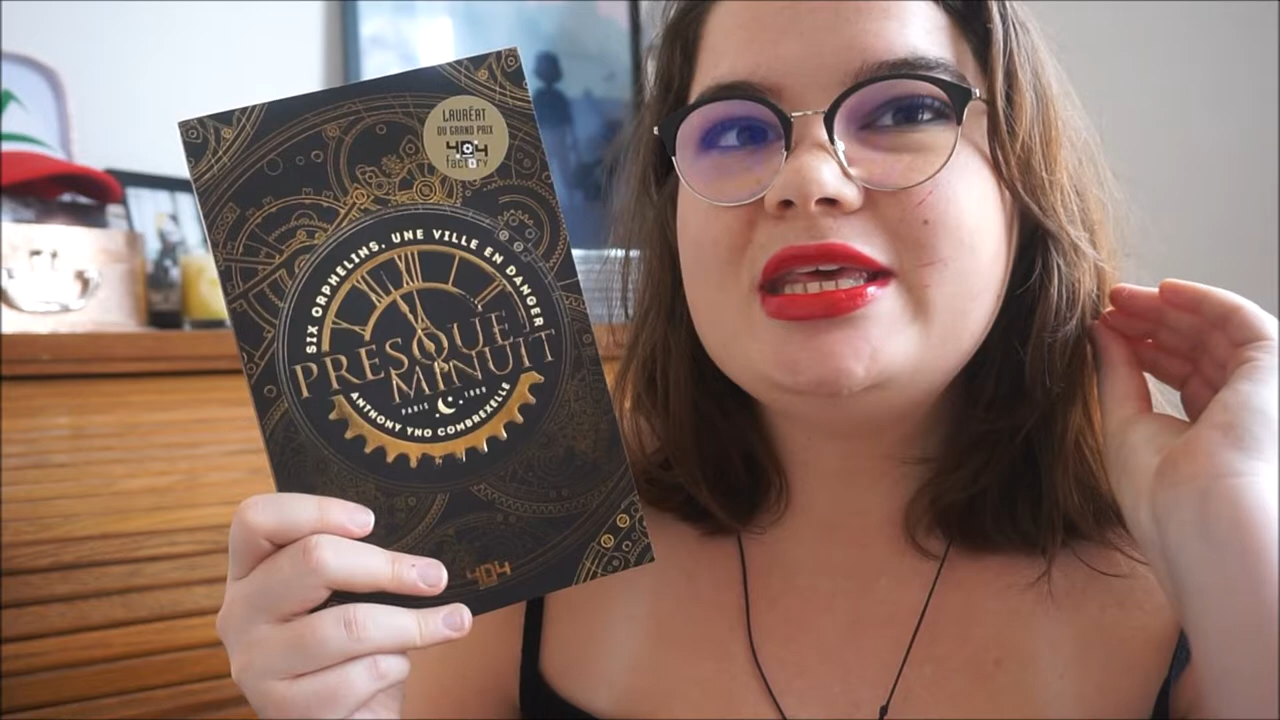 LAURÉAT
DU GRAND PRIX
404
factory
SIX ORPHELINS, UNE VILLE EN DANGER
PRESQUE
MINUIT
PARIS 1889
ANTHONY YNO COMBREXELLE
404